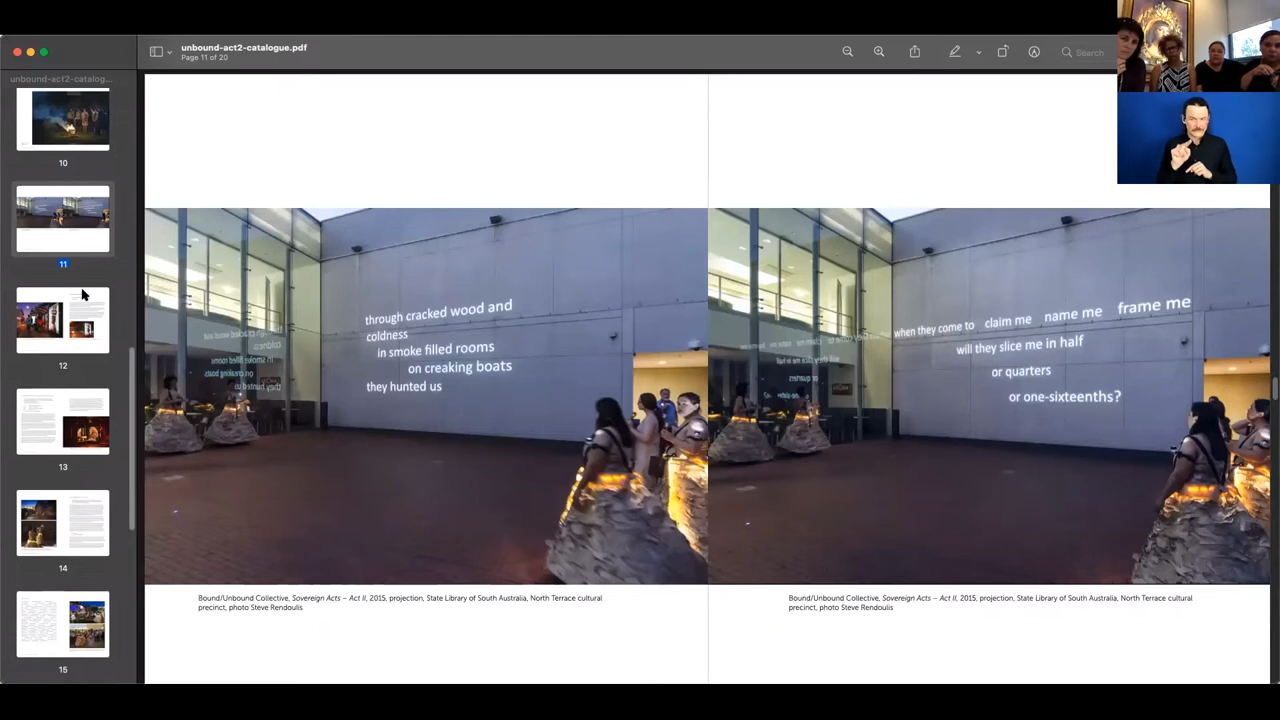 unbound-act2-catalogue.pdf
Page 11 of 20
Search
unbound-act2-catalog...
10
11
12
13
14
15
through cracked wood and
coldness
in smoke filled rooms
on creaking boats
they hunted us
when they come to claim me name me frame me
will they slice me in half
or quarters
or one-sixteenths?
Bound/Unbound Collective, Sovereign Acts – Act II, 2015, projection, State Library of South Australia, North Terrace cultural
precinct, photo Steve Rendoulis
Bound/Unbound Collective, Sovereign Acts – Act II, 2015, projection, State Library of South Australia, North Terrace cultural
precinct, photo Steve Rendoulis